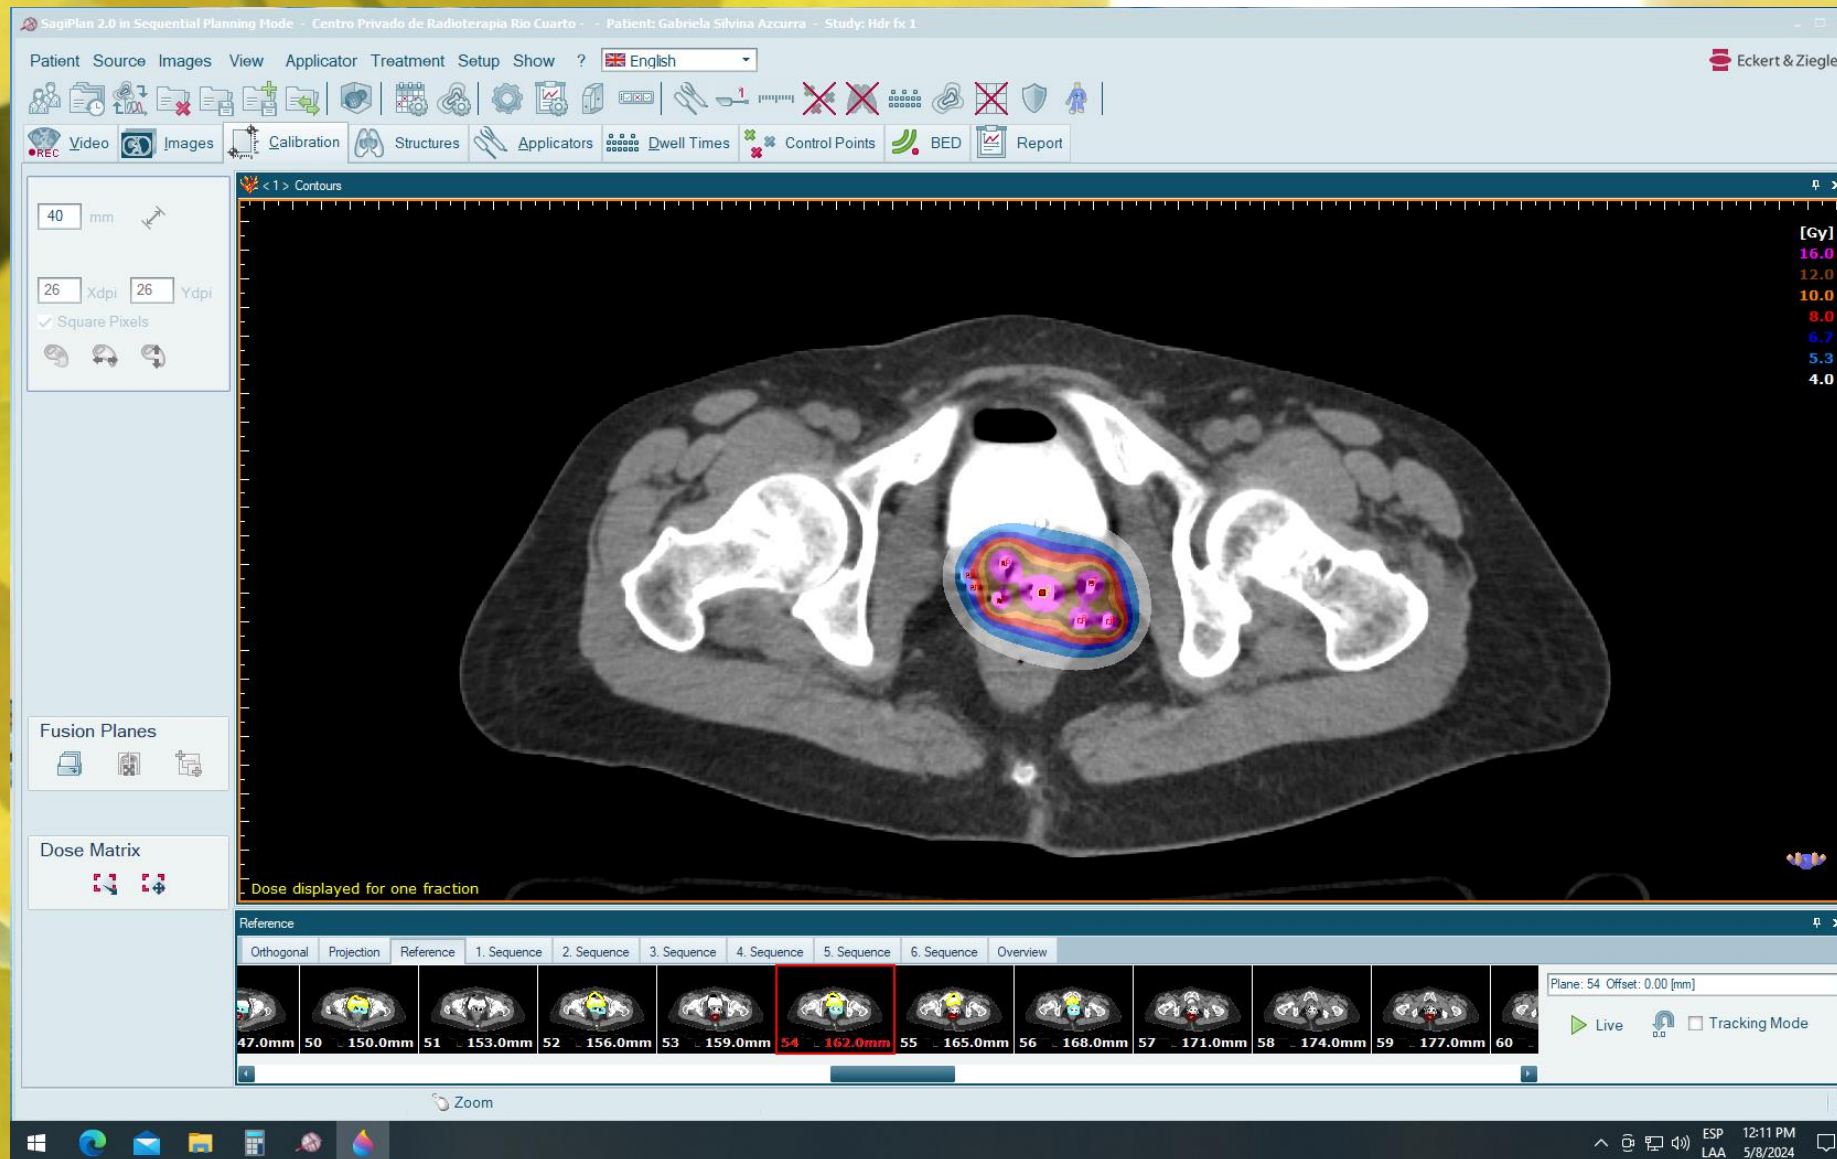 SagiPlan 2.0 in Sequential Planning Mode - Centro Privado de Radioterapia Rio Cuarto - - Patient: Gabriela Silvina Azcurra - Study: Hdr fx 1
Patient Source Images View Applicator Treatment Setup Show ? English
Eckert & Ziegle
1
REC Video Images Calibration Structures Applicators Dwell Times Control Points BED Report
< 1 > Contours
40 mm
26 Xdpi 26 Ydpi
Square Pixels
[Gy]
16.0
12.0
10.0
8.0
6.7
5.3
4.0
Fusion Planes
Dose Matrix
Dose displayed for one fraction
Reference
Orthogonal Projection Reference 1. Sequence 2. Sequence 3. Sequence 4. Sequence 5. Sequence 6. Sequence Overview
47.0mm 50 150.0mm 51 153.0mm 52 156.0mm 53 159.0mm 54 162.0mm 55 165.0mm 56 168.0mm 57 171.0mm 58 174.0mm 59 177.0mm 60
Plane: 54 Offset: 0.00 [mm]
Live 0.0 Tracking Mode
Zoom
ESP 12:11 PM
LAA 5/8/2024